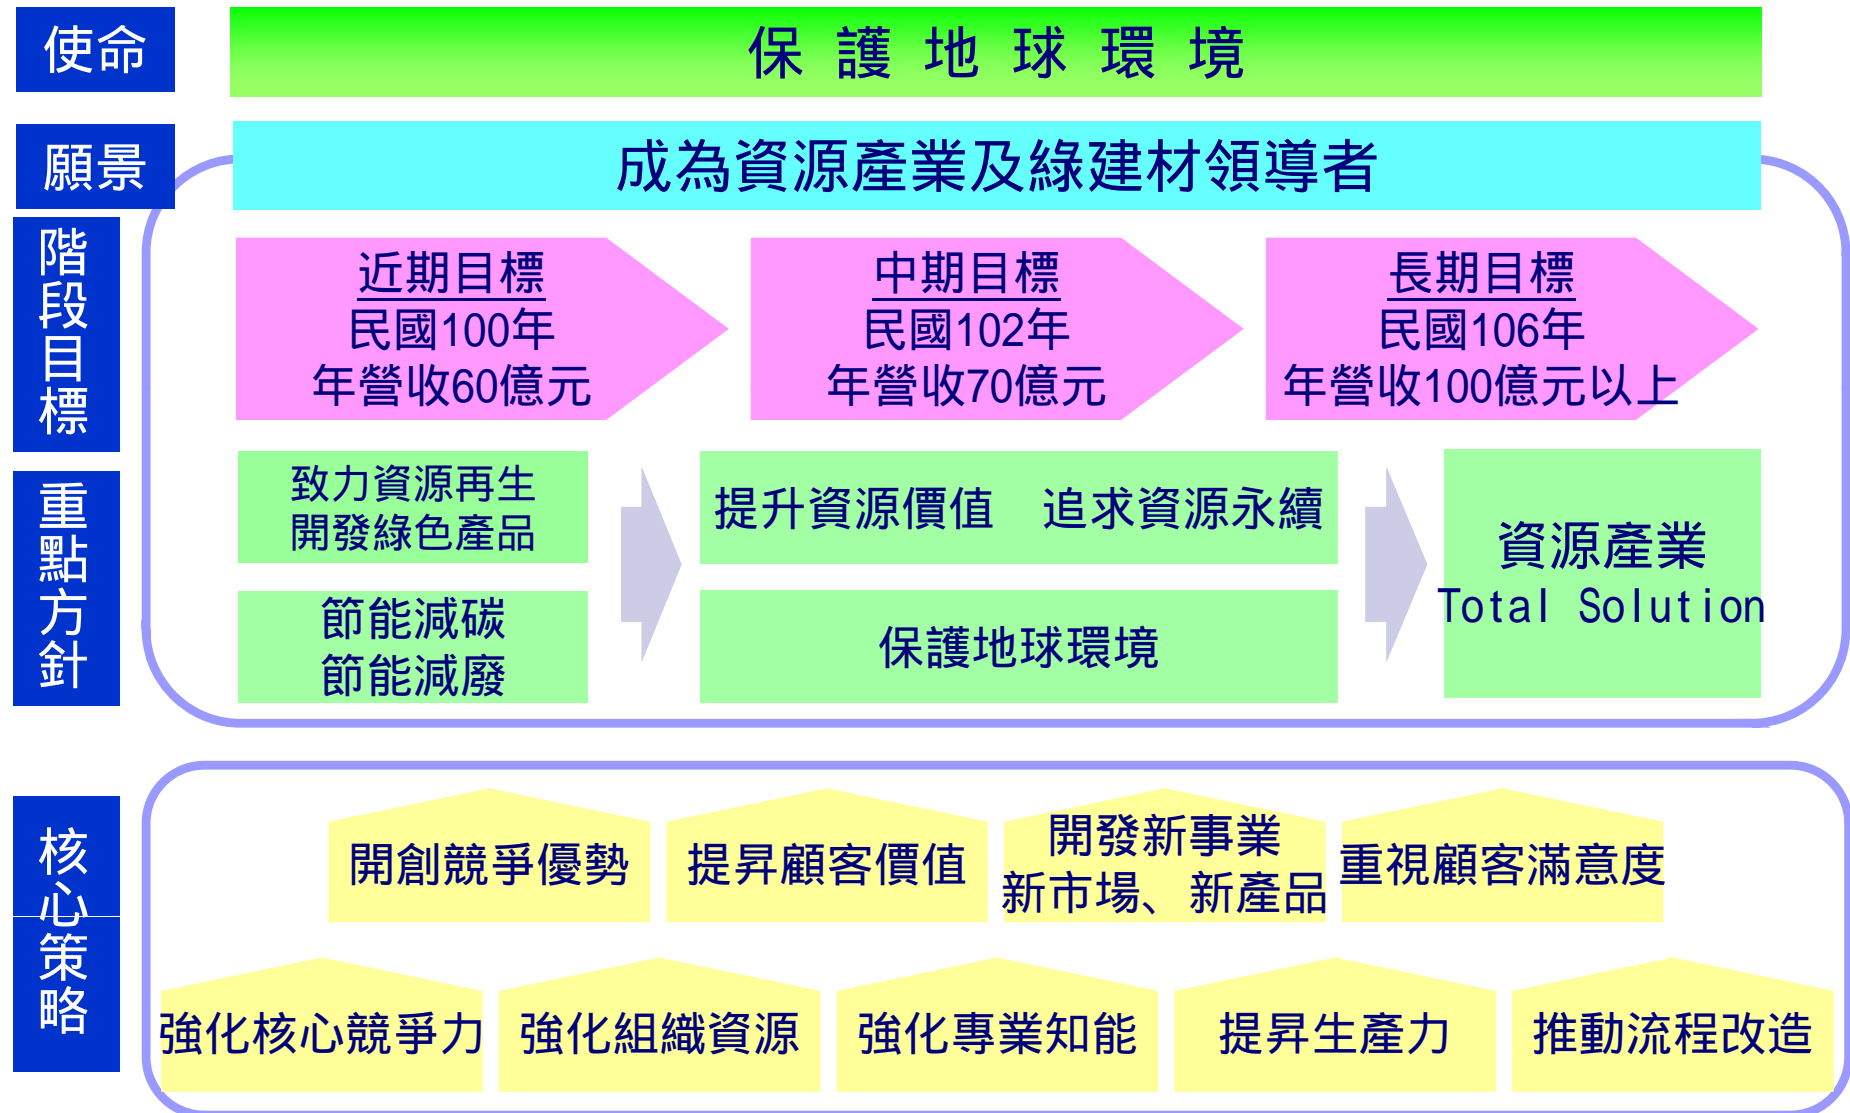 使命
保護地球環境
願景
成為資源產業及綠建材領導者
階段目標
近期目標
民國100年
年營收60億元
中期目標
民國102年
年營收70億元
長期目標
民國106年
年營收100億元以上
重點方針
致力資源再生
開發綠色產品
節能減碳
節能減廢
提升資源價值　追求資源永續
保護地球環境
資源產業
Total Solution
核心策略
開創競爭優勢
提昇顧客價值
開發新事業
新市場、新產品
重視顧客滿意度
強化核心競爭力
強化組織資源
強化專業知能
提昇生產力
推動流程改造